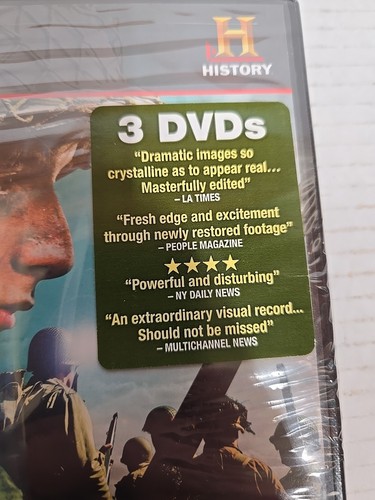 H
HISTORY
3 DVDs
“Dramatic images so
crystalline as to appear real...
Masterfully edited”
– LA TIMES
“Fresh edge and excitement
through newly restored footage”
– PEOPLE MAGAZINE
“Powerful and disturbing”
– NY DAILY NEWS
“An extraordinary visual record...
Should not be missed”
– MULTICHANNEL NEWS